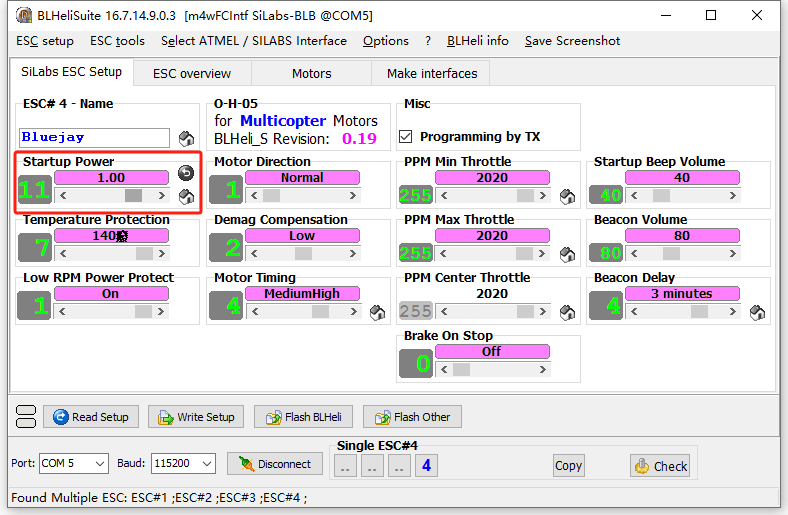 BLHeliSuite 16.7.14.9.0.3 [m4wFCIntf SiLabs-BLB @COM5]
ESC setup ESC tools Select ATMEL / SILABS Interface Options ? BLHeli info Save Screenshot
SiLabs ESC Setup ESC overview Motors Make interfaces
ESC# 4 - Name
Bluejay
O-H-05
for Multicopter Motors
BLHeli_S Revision: 0.19
Misc
Programming by TX
Startup Power
11 1.00
Motor Direction
1 Normal
PPM Min Throttle
255 2020
Startup Beep Volume
40 40
Temperature Protection
7 140
Demag Compensation
2 Low
PPM Max Throttle
255 2020
Beacon Volume
80 80
Low RPM Power Protect
1 On
Motor Timing
4 MediumHigh
PPM Center Throttle
255 2020
Beacon Delay
4 3 minutes
Brake On Stop
0 Off
Read Setup Write Setup Flash BLHeli Flash Other
Single ESC#4
Port: COM 5 Baud: 115200 Disconnect .. .. .. 4 Copy Check
Found Multiple ESC: ESC#1 ;ESC#2 ;ESC#3 ;ESC#4 ;